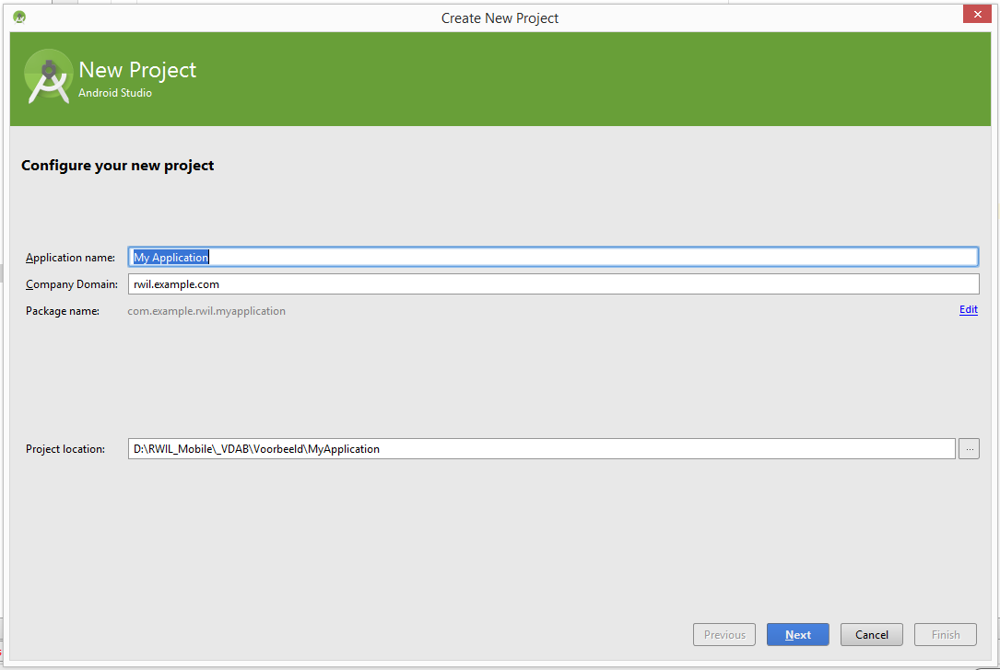 Create New Project
New Project
Android Studio
Configure your new project
Application name: My Application
Company Domain: rwil.example.com
Package name: com.example.rwil.myapplication Edit
Project location: D:\RWIL_Mobile\_VDAB\Voorbeeld\MyApplication ...
Previous Next Cancel Finish